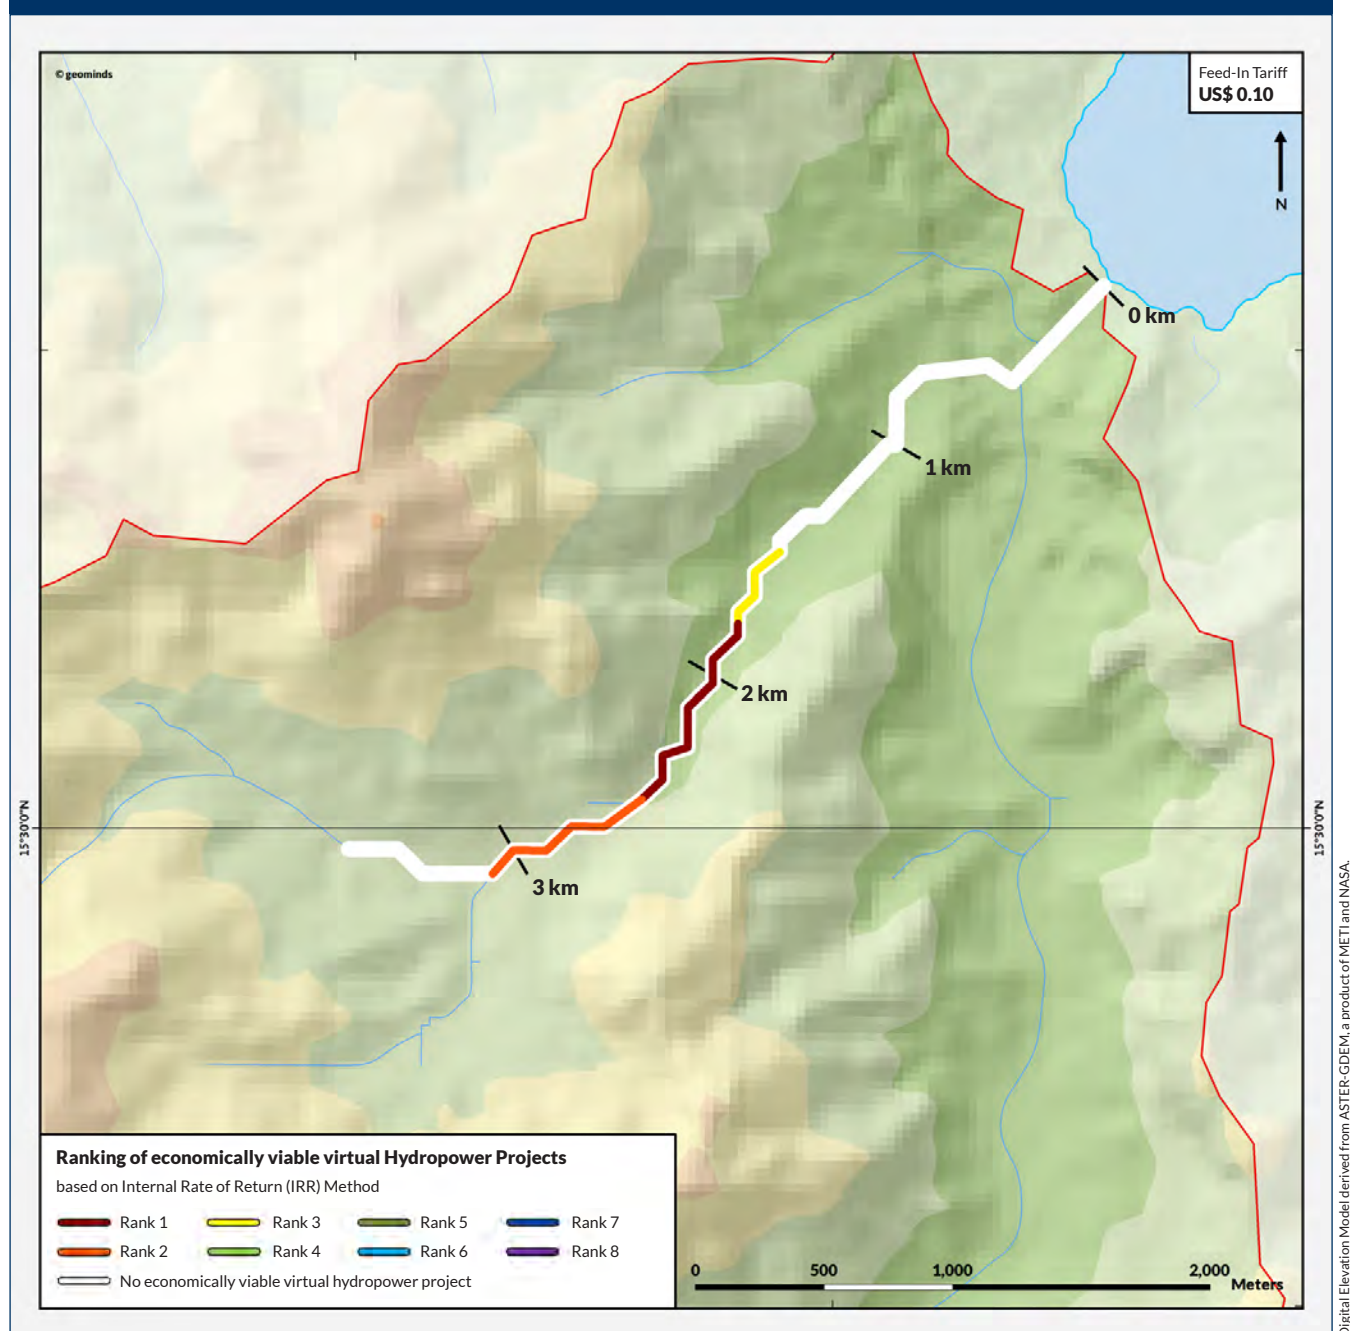 © geominds
Feed-In Tariff
US$ 0.10
N
0 km
1 km
2 km
3 km
15°30'0"N
15°30'0"N
Ranking of economically viable virtual Hydropower Projects
based on Internal Rate of Return (IRR) Method
Rank 1 Rank 3 Rank 5 Rank 7
Rank 2 Rank 4 Rank 6 Rank 8
No economically viable virtual hydropower project
0 500 1,000 2,000
Meters
Digital Elevation Model derived from ASTER-GDEM, a product of METI and NASA.